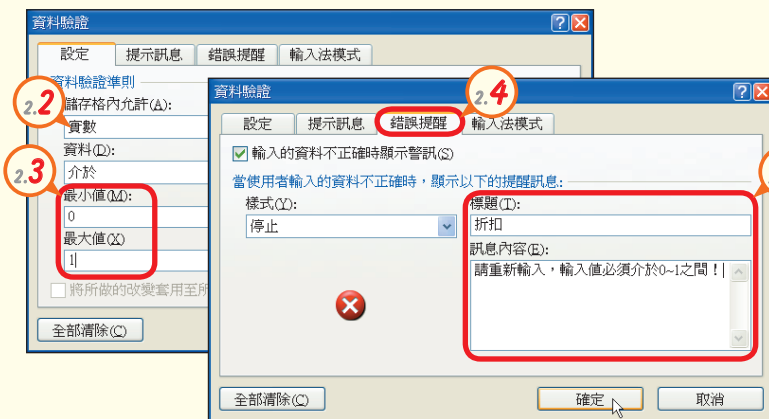 資料驗證
設定 提示訊息 錯誤提醒 輸入法模式
資料驗證準則
2.2
儲存格內允許(A):
實數
資料(D):
介於
2.3
最小值(M):
0
最大值(X)
1
將所做的改變套用至所
全部清除(C)
資料驗證
2.4
設定 提示訊息 錯誤提醒 輸入法模式
輸入的資料不正確時顯示警訊(S)
當使用者輸入的資料不正確時，顯示以下的提醒訊息:
樣式(Y):
停止
標題(T):
折扣
訊息內容(E):
請重新輸入，輸入值必須介於0~1之間！
全部清除(C)
確定
取消